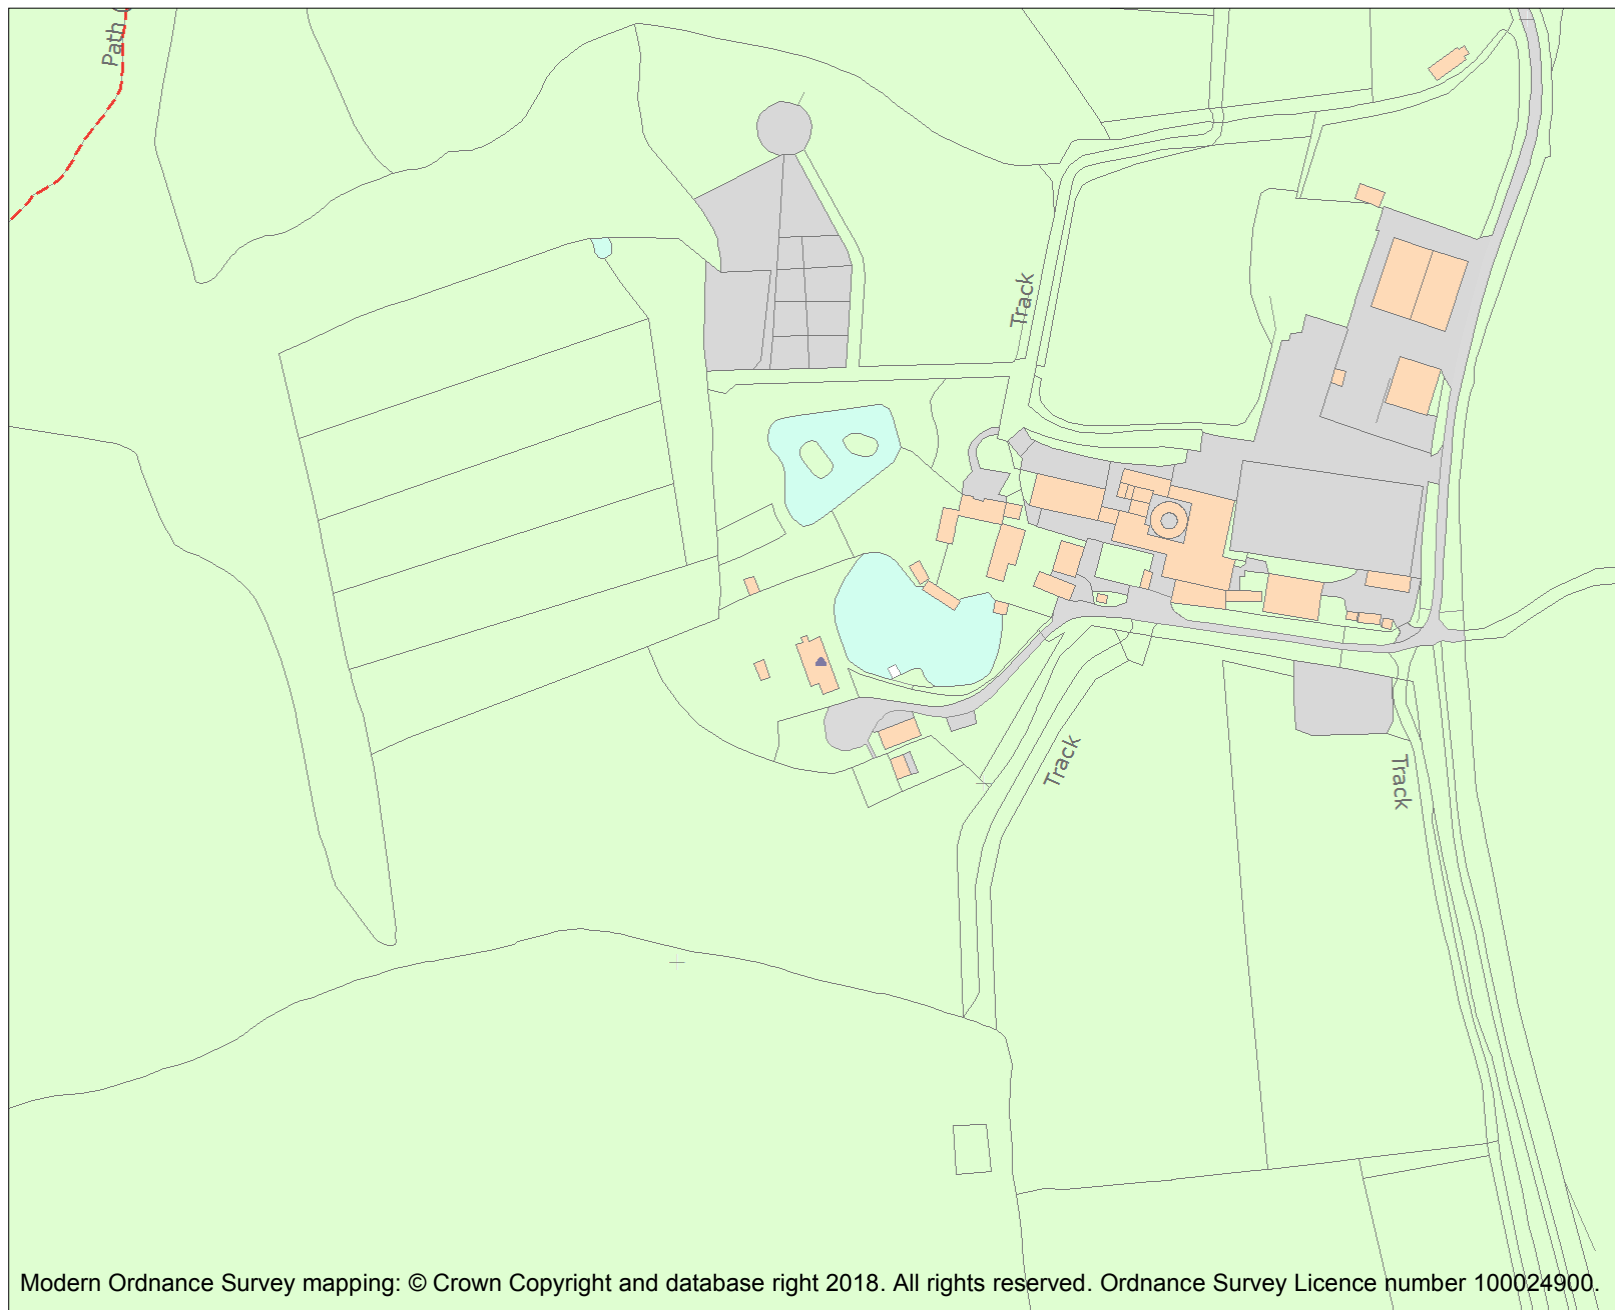 Path
Track
Track
Track
Modern Ordnance Survey mapping: © Crown Copyright and database right 2018. All rights reserved. Ordnance Survey Licence number 100024900.